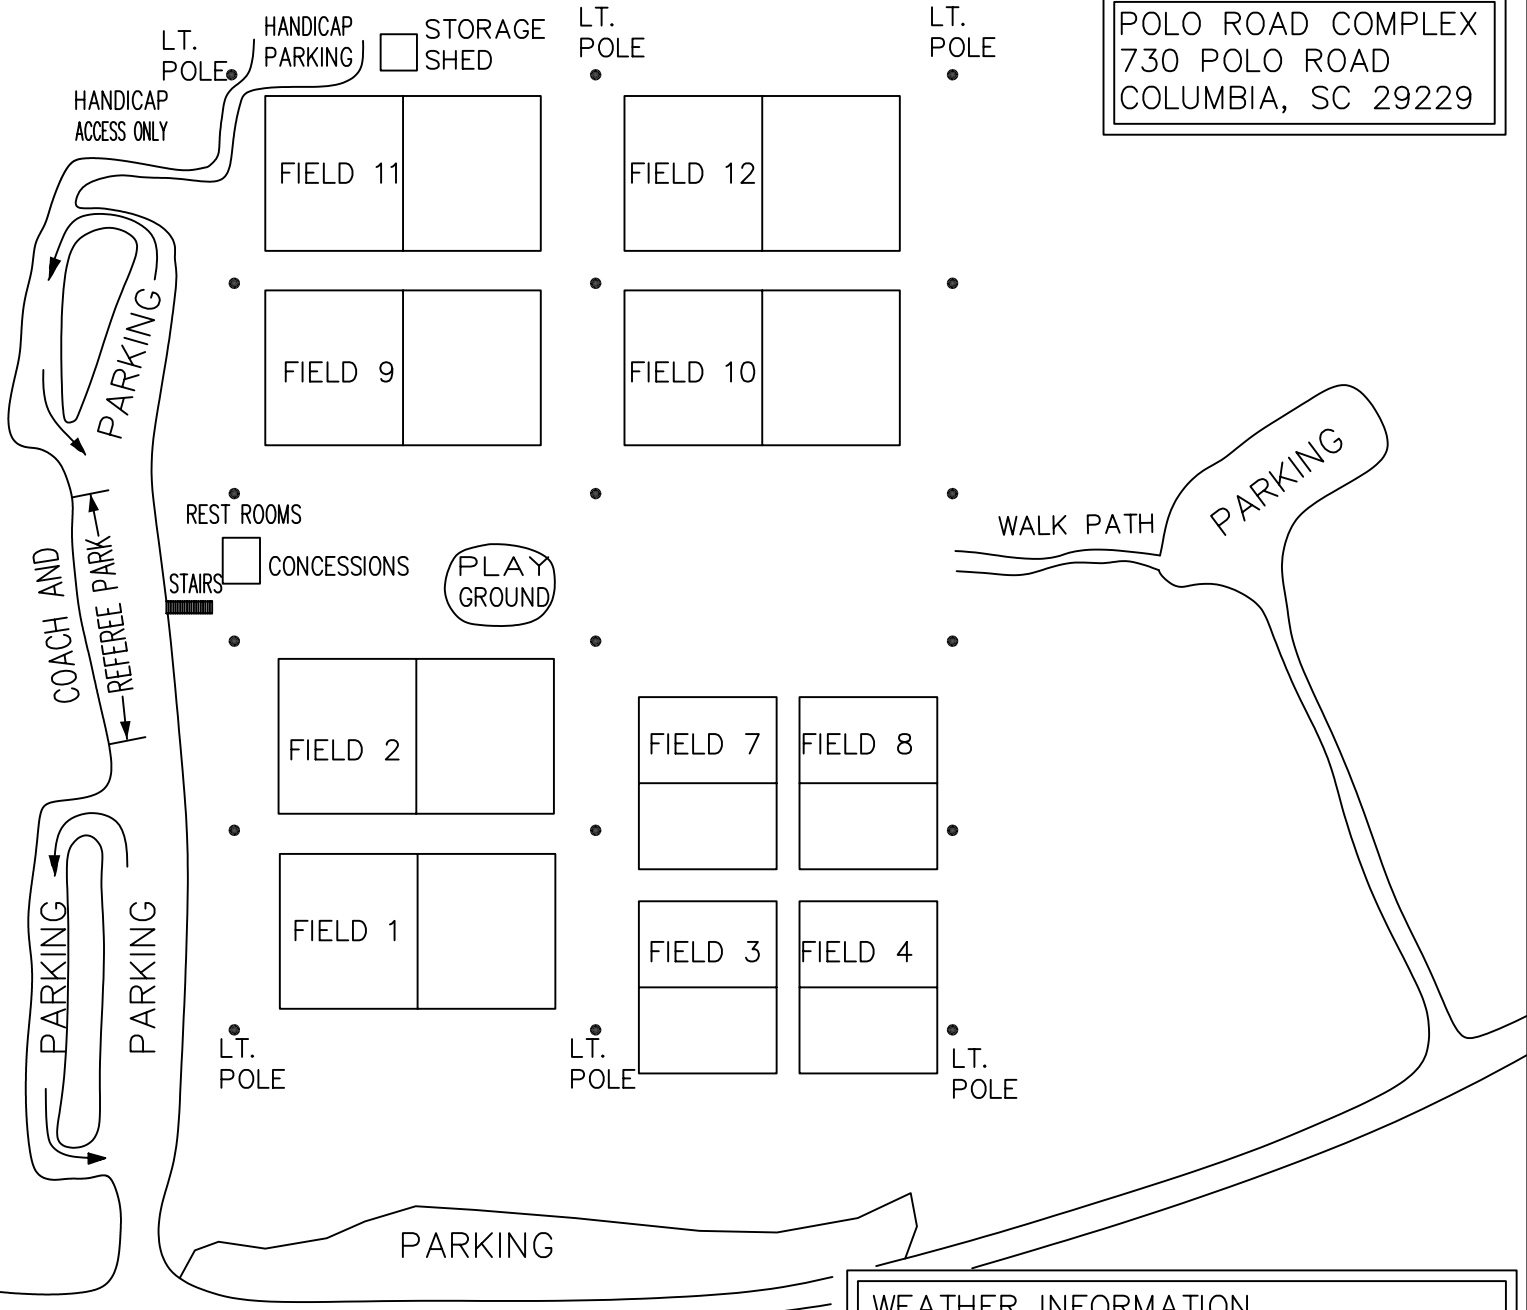 POLO ROAD COMPLEX
730 POLO ROAD
COLUMBIA, SC 29229
LT.
POLE
HANDICAP
PARKING
STORAGE
SHED
LT.
POLE
LT.
POLE
HANDICAP
ACCESS ONLY
FIELD 11
FIELD 12
PARKING
FIELD 9
FIELD 10
PARKING
WALK PATH
REST ROOMS
CONCESSIONS
STAIRS
PLAY
GROUND
COACH AND
REFEREE PARK
FIELD 2
FIELD 7
FIELD 8
FIELD 1
FIELD 3
FIELD 4
PARKING
PARKING
LT.
POLE
LT.
POLE
LT.
POLE
PARKING
WEATHER INFORMATION